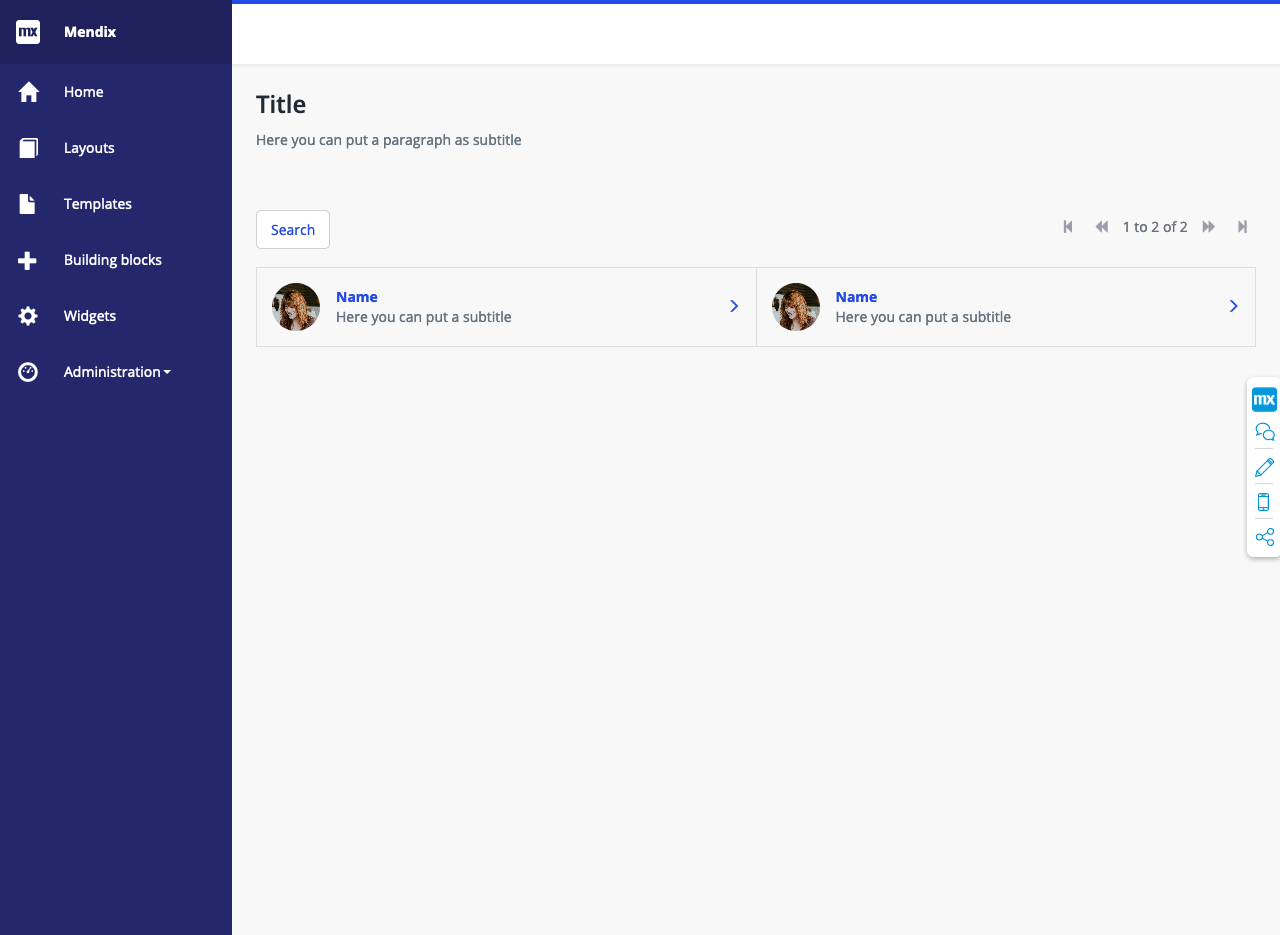 mx
Mendix
Home
Layouts
Templates
Building blocks
Widgets
Administration
Title
Here you can put a paragraph as subtitle
Search
1 to 2 of 2
Name
Here you can put a subtitle
Name
Here you can put a subtitle
mx